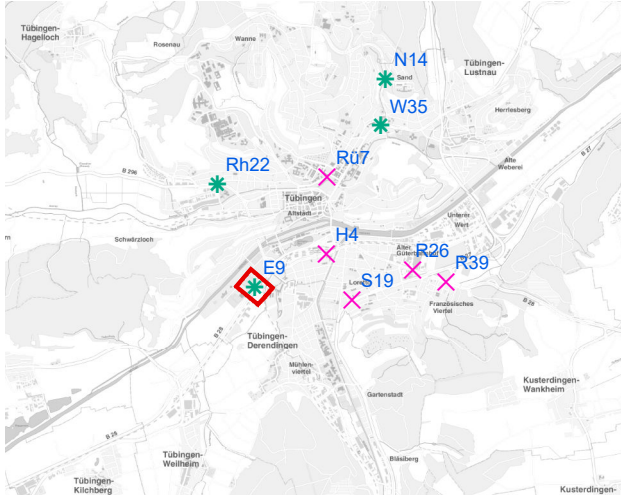 Tübingen-
Hagelloch
Rosenau
Wanne
N14
Sand
Tübingen-
Lustnau
W35
Herrlesberg
B 27
Rh22
Rü7
Alte
Weberei
B 296
Tübingen
Altstadt
Unterer
Wert
Schwärzloch
H4
Alter
R26
R39
E9
S19
Französisches
Viertel
B 28
Tübingen-
Derendingen
Mühlen-
viertel
Gartenstadt
Kusterdingen-
Wankheim
B 28
Tübingen-
Weilheim
Bläsiberg
Tübingen-
Kilchberg
Kusterdingen-